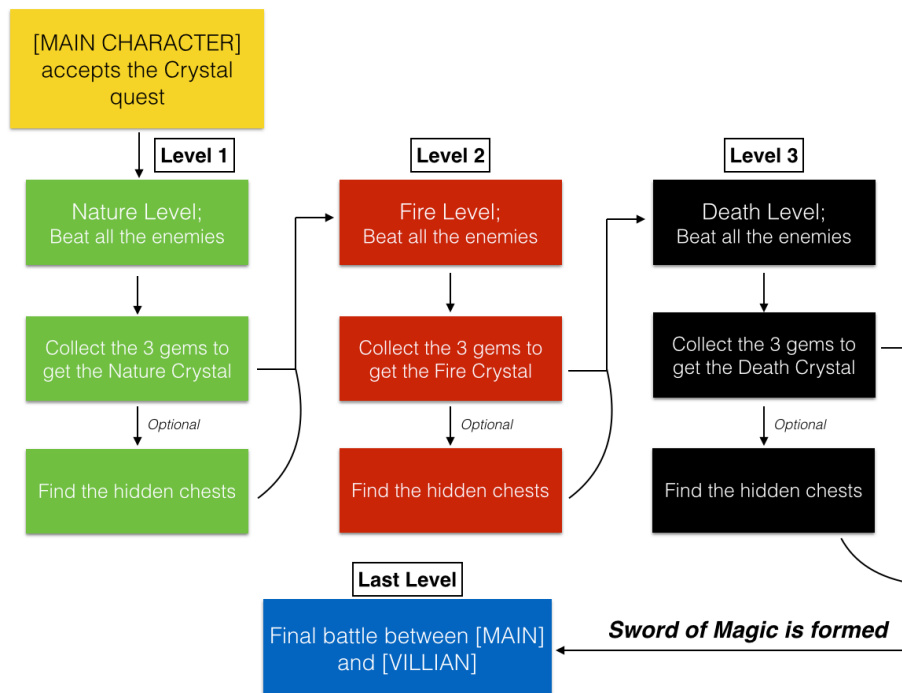 [MAIN CHARACTER]
accepts the Crystal
quest
Level 1
Level 2
Level 3
Nature Level;
Beat all the enemies
Fire Level;
Beat all the enemies
Death Level;
Beat all the enemies
Collect the 3 gems to
get the Nature Crystal
Collect the 3 gems to
get the Fire Crystal
Collect the 3 gems to
get the Death Crystal
Optional
Optional
Optional
Find the hidden chests
Find the hidden chests
Find the hidden chests
Last Level
Final battle between [MAIN]
and [VILLIAN]
Sword of Magic is formed